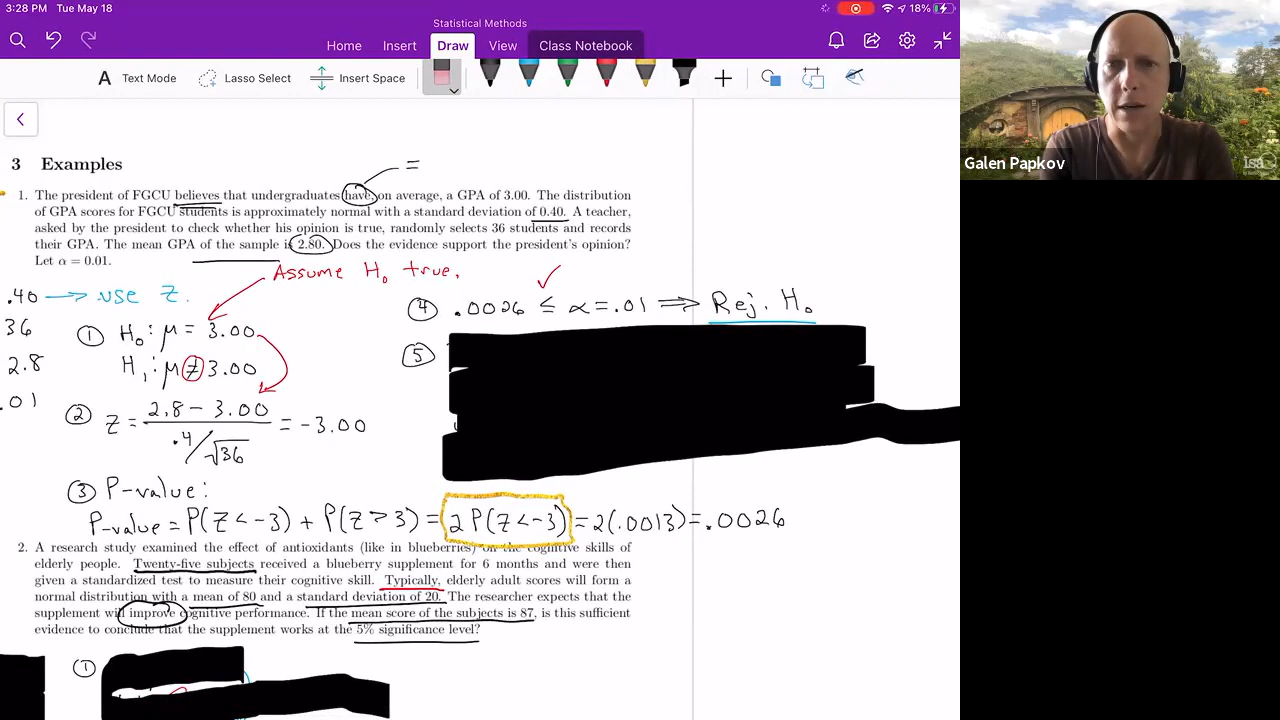 3:28 PM Tue May 18
18%
Statistical Methods
Home Insert Draw View Class Notebook
A Text Mode Lasso Select Insert Space
3 Examples
=
1. The president of FGCU believes that undergraduates have, on average, a GPA of 3.00. The distribution
of GPA scores for FGCU students is approximately normal with a standard deviation of 0.40. A teacher,
asked by the president to check whether his opinion is true, randomly selects 36 students and records
their GPA. The mean GPA of the sample is 2.80. Does the evidence support the president's opinion?
Let α = 0.01.
Assume H₀ true.
.40 → use Z.
36
2.8
.01
① H₀: μ = 3.00
H₁: μ ≠ 3.00
② Z = 2.8 - 3.00 / .4/√36 = -3.00
③ P-value:
P-value = P(Z < -3) + P(Z > 3) = 2P(Z < -3) = 2(.0013) = .0026
④ .0026 ≤ α = .01 ⟹ Rej. H₀
⑤
2. A research study examined the effect of antioxidants (like in blueberries) on the cognitive skills of
elderly people. Twenty-five subjects received a blueberry supplement for 6 months and were then
given a standardized test to measure their cognitive skill. Typically, elderly adult scores will form a
normal distribution with a mean of 80 and a standard deviation of 20. The researcher expects that the
supplement will improve cognitive performance. If the mean score of the subjects is 87, is this sufficient
evidence to conclude that the supplement works at the 5% significance level?
①
Galen Papkov